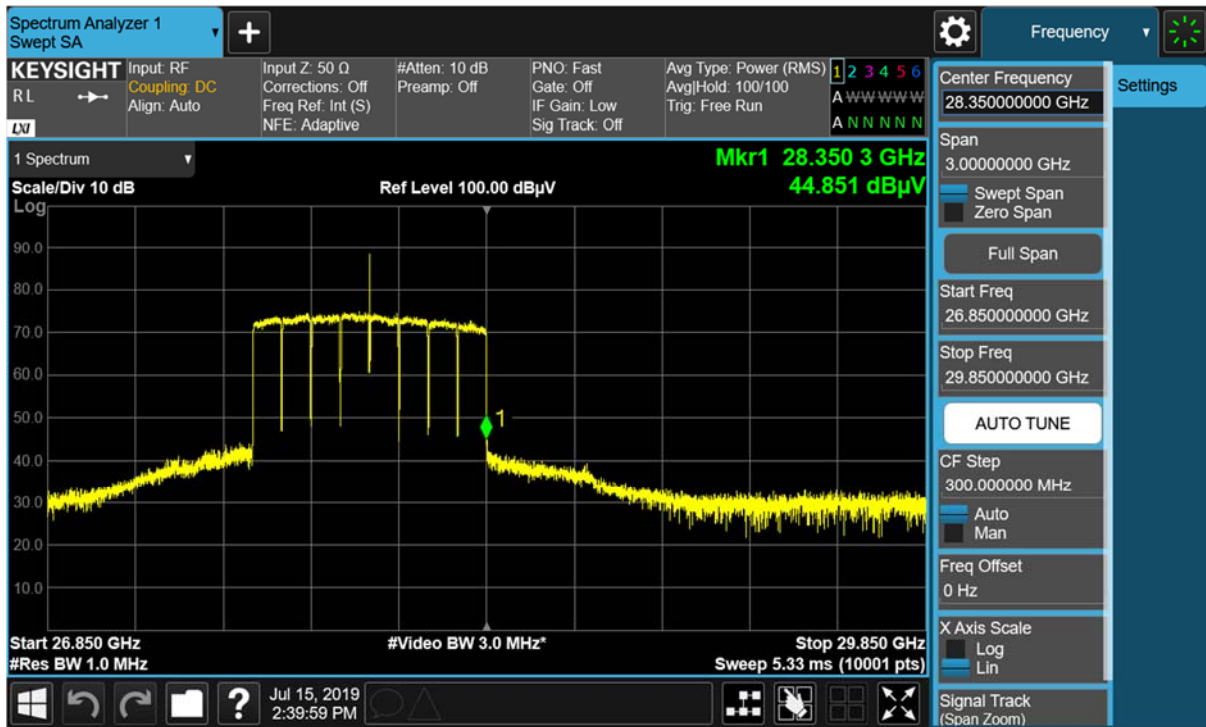 Spectrum Analyzer 1
Swept SA
Frequency
KEYSIGHT
RL
LXI
Input: RF
Coupling: DC
Align: Auto
Input Z: 50 Ω
Corrections: Off
Freq Ref: Int (S)
NFE: Adaptive
#Atten: 10 dB
Preamp: Off
PNO: Fast
Gate: Off
IF Gain: Low
Sig Track: Off
Avg Type: Power (RMS)
Avg|Hold: 100/100
Trig: Free Run
1 2 3 4 5 6
A W W W W W
A N N N N N
Center Frequency
28.350000000 GHz
Settings
Span
3.00000000 GHz
Swept Span
Zero Span
Full Span
Start Freq
26.850000000 GHz
Stop Freq
29.850000000 GHz
AUTO TUNE
CF Step
300.000000 MHz
Auto
Man
Freq Offset
0 Hz
X Axis Scale
Log
Lin
Signal Track
(Span Zoom)
1 Spectrum
Mkr1 28.350 3 GHz
44.851 dBµV
Scale/Div 10 dB
Ref Level 100.00 dBµV
Log
90.0
80.0
70.0
60.0
50.0
40.0
30.0
20.0
10.0
1
Start 26.850 GHz
#Video BW 3.0 MHz*
Stop 29.850 GHz
#Res BW 1.0 MHz
Sweep 5.33 ms (10001 pts)
?
Jul 15, 2019
2:39:59 PM